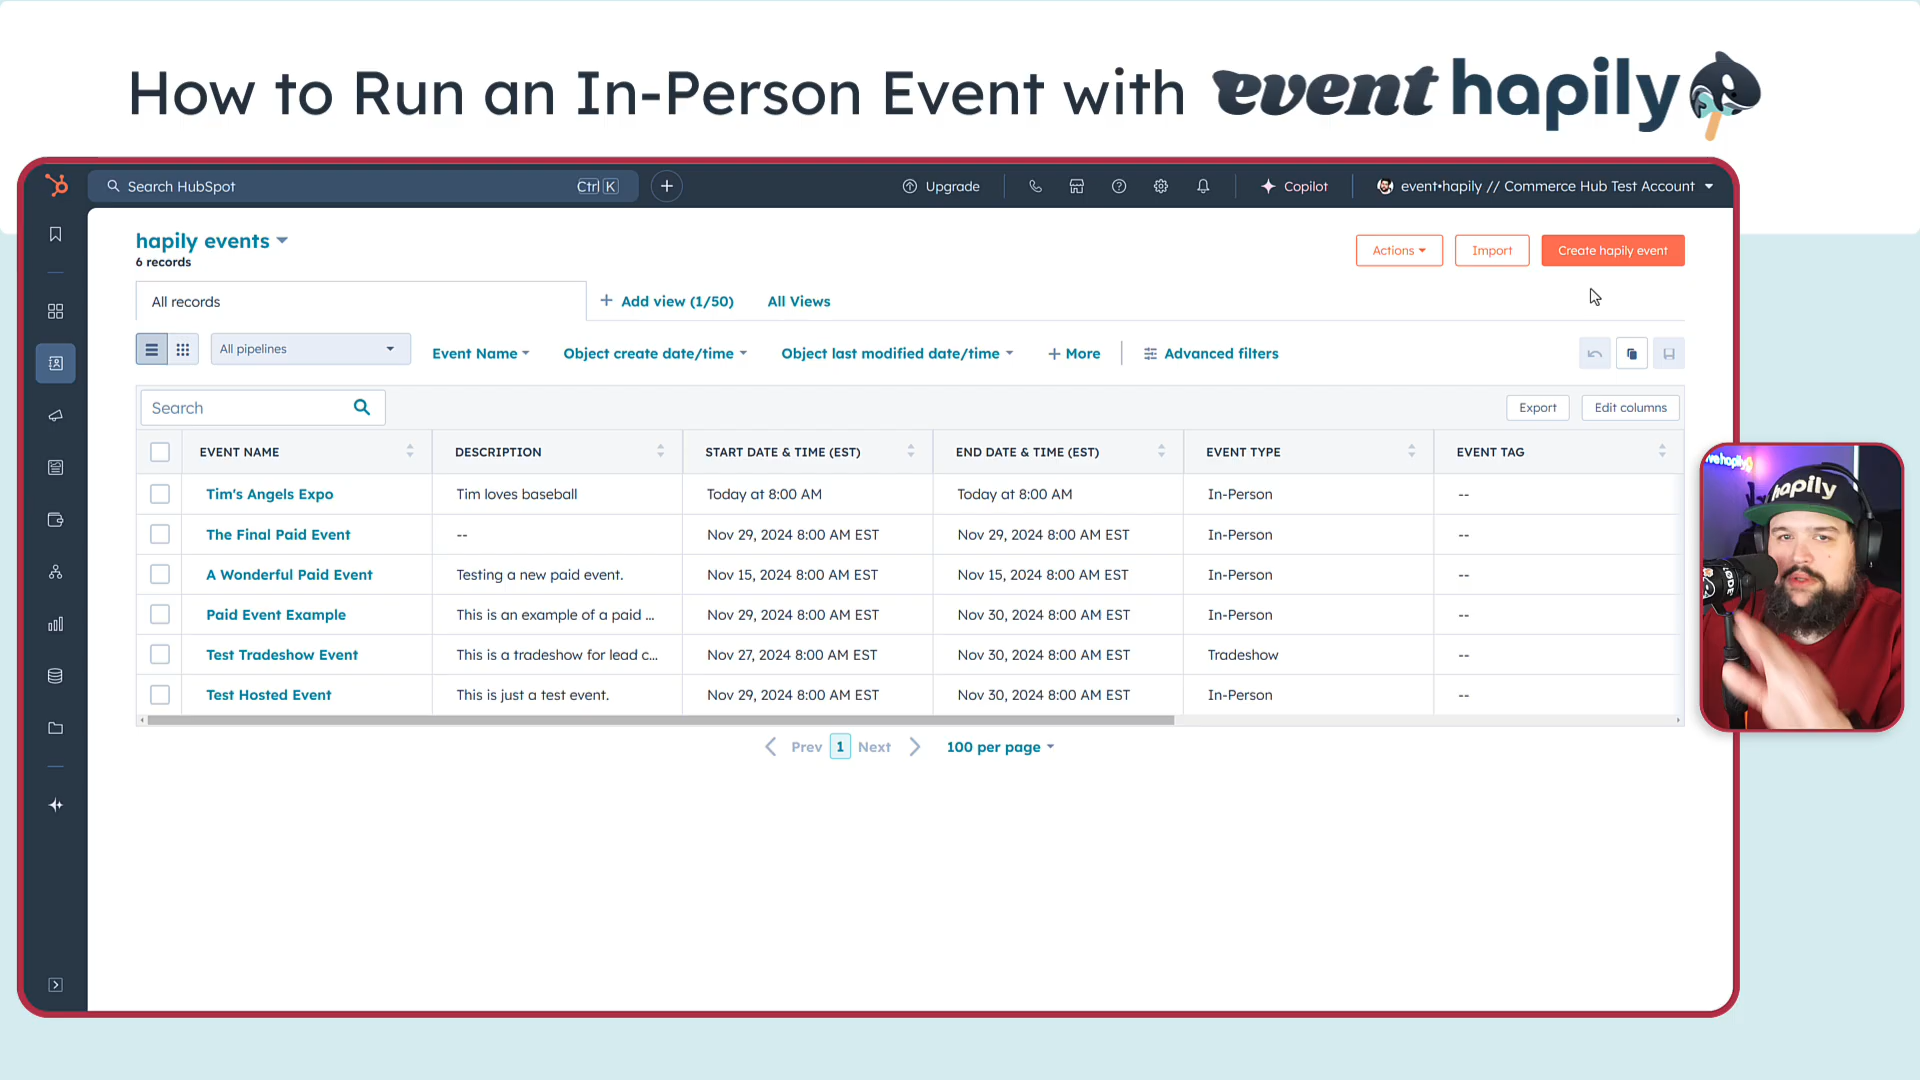 How to Run an In-Person Event with event hapily
Search HubSpot Ctrl K Upgrade Copilot event•hapily // Commerce Hub Test Account
hapily events
6 records
Actions Import Create hapily event
All records + Add view (1/50) All Views
All pipelines Event Name Object create date/time Object last modified date/time + More Advanced filters
Search Export Edit columns
EVENT NAME DESCRIPTION START DATE & TIME (EST) END DATE & TIME (EST) EVENT TYPE EVENT TAG
Tim's Angels Expo Tim loves baseball Today at 8:00 AM Today at 8:00 AM In-Person --
The Final Paid Event -- Nov 29, 2024 8:00 AM EST Nov 29, 2024 8:00 AM EST In-Person --
A Wonderful Paid Event Testing a new paid event. Nov 15, 2024 8:00 AM EST Nov 15, 2024 8:00 AM EST In-Person --
Paid Event Example This is an example of a paid ... Nov 29, 2024 8:00 AM EST Nov 30, 2024 8:00 AM EST In-Person --
Test Tradeshow Event This is a tradeshow for lead c... Nov 27, 2024 8:00 AM EST Nov 30, 2024 8:00 AM EST Tradeshow --
Test Hosted Event This is just a test event. Nov 29, 2024 8:00 AM EST Nov 30, 2024 8:00 AM EST In-Person --
Prev 1 Next 100 per page
hapily